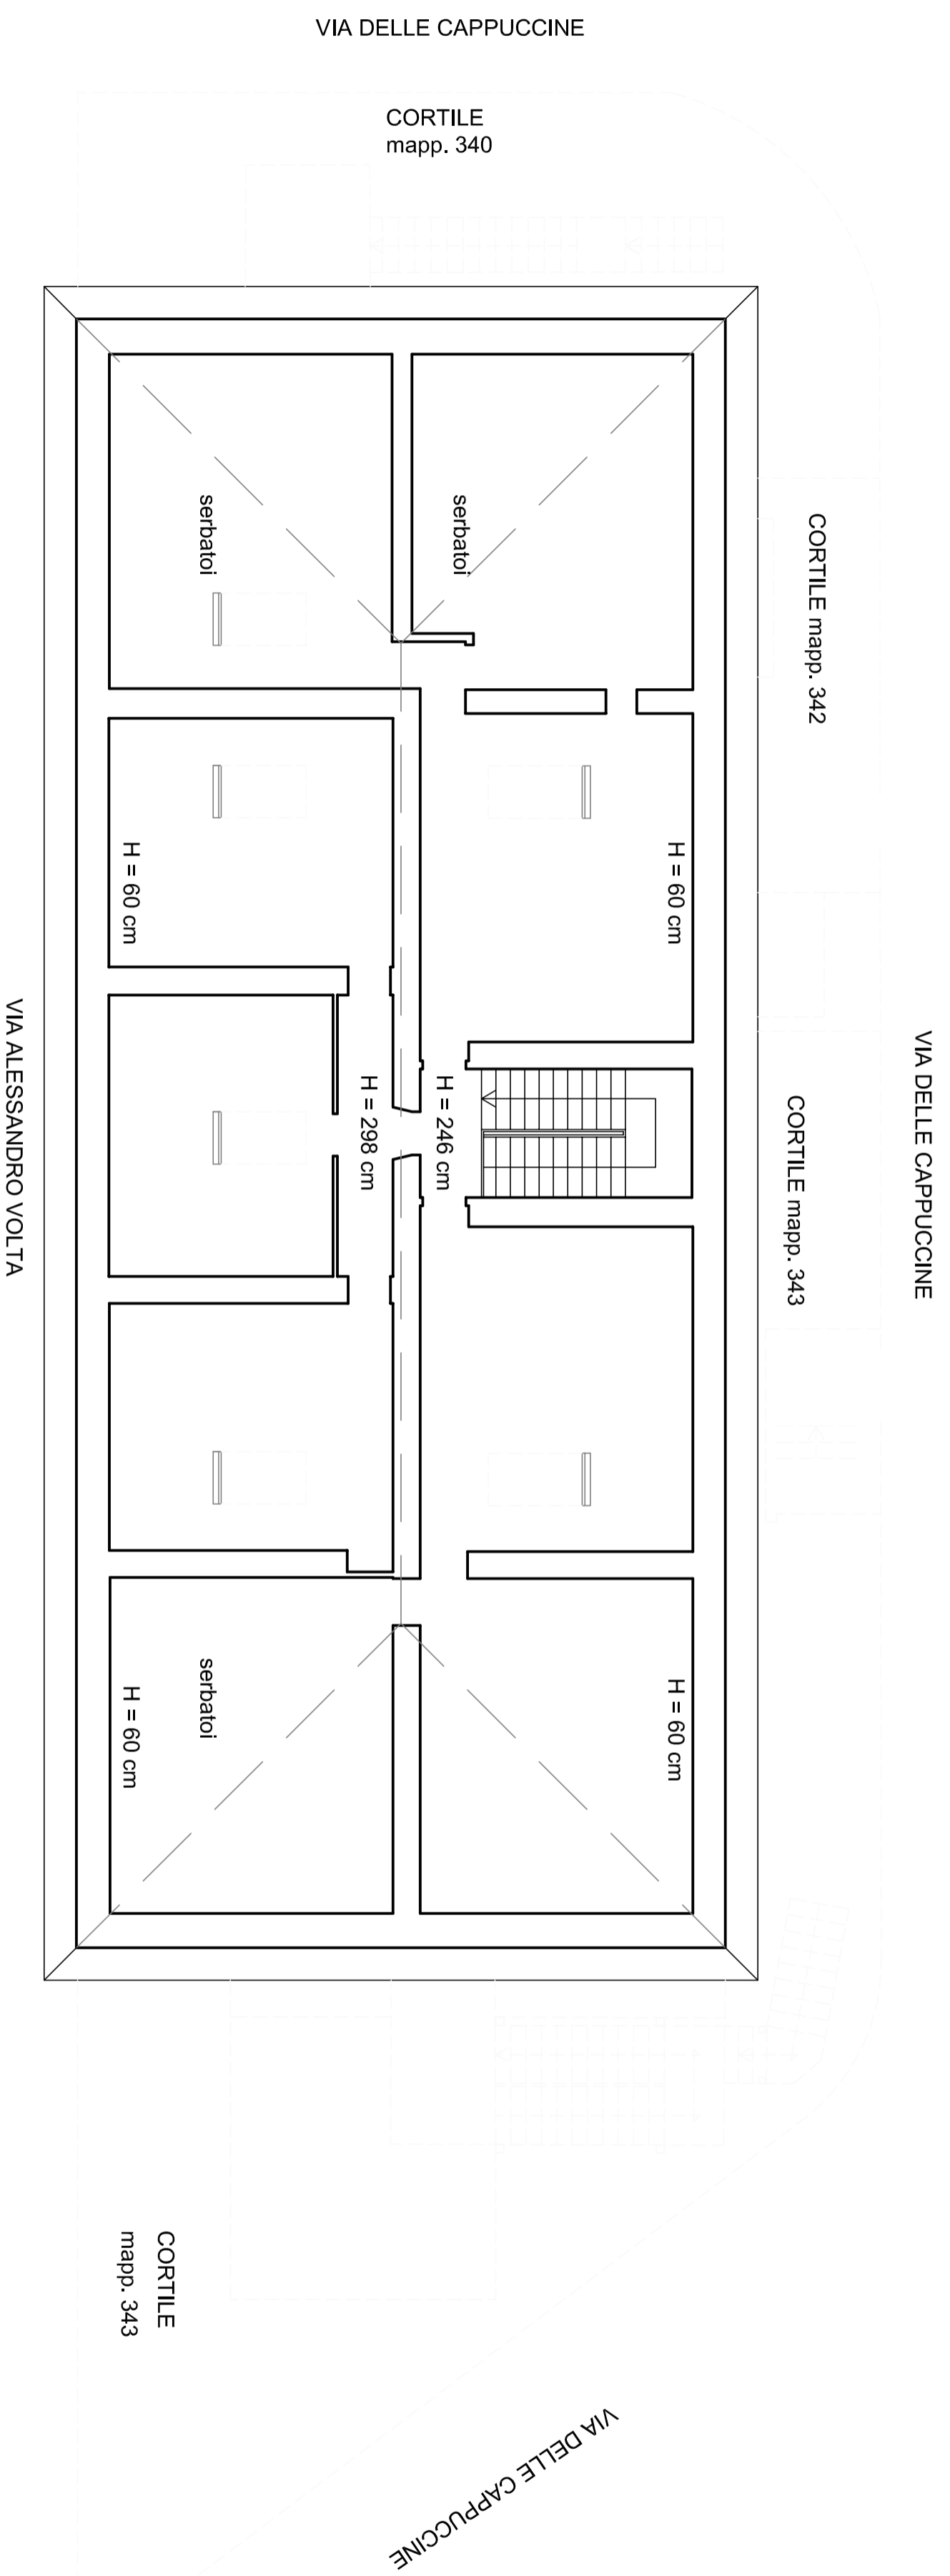 VIA DELLE CAPPUCCINE
CORTILE
mapp. 340
serbatoi
serbatoi
CORTILE mapp. 342
H = 60 cm
H = 60 cm
VIA ALESSANDRO VOLTA
H = 298 cm
H = 246 cm
CORTILE mapp. 343
VIA DELLE CAPPUCCINE
serbatoi
H = 60 cm
H = 60 cm
CORTILE
mapp. 343
VIA DELLE CAPPUCCINE